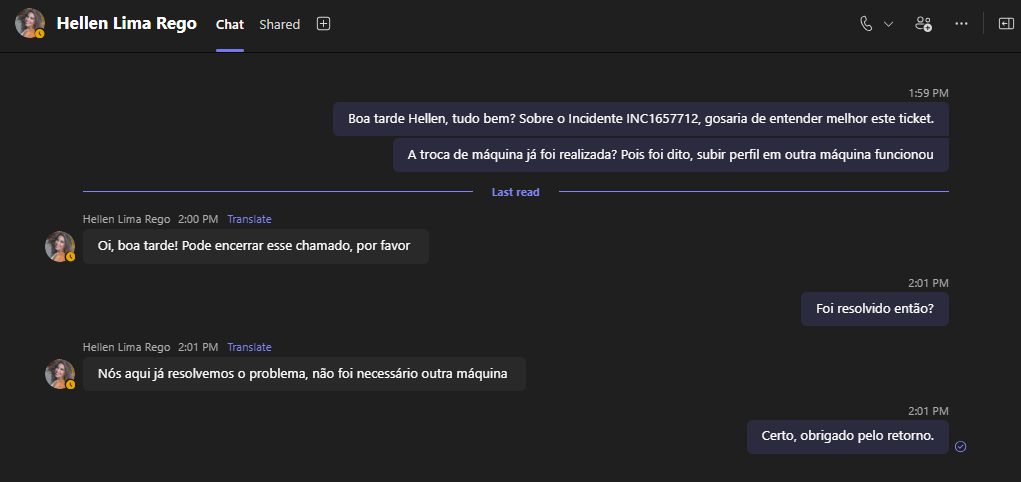 Hellen Lima Rego Chat Shared
1:59 PM
Boa tarde Hellen, tudo bem? Sobre o Incidente INC1657712, gosaria de entender melhor este ticket.
A troca de máquina já foi realizada? Pois foi dito, subir perfil em outra máquina funcionou
Last read
Hellen Lima Rego 2:00 PM Translate
Oi, boa tarde! Pode encerrar esse chamado, por favor
2:01 PM
Foi resolvido então?
Hellen Lima Rego 2:01 PM Translate
Nós aqui já resolvemos o problema, não foi necessário outra máquina
2:01 PM
Certo, obrigado pelo retorno.